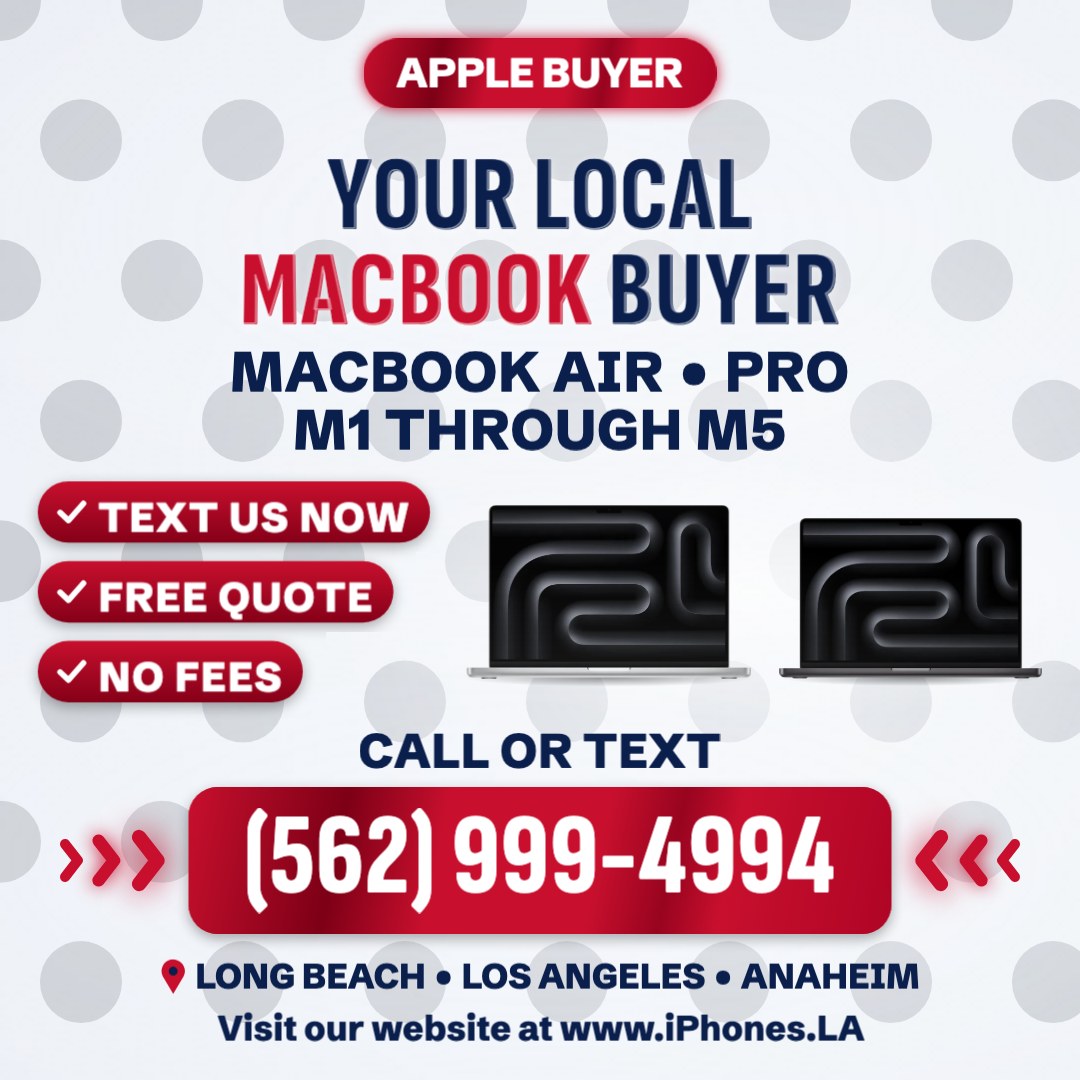 APPLE BUYER
YOUR LOCAL
MACBOOK BUYER
MACBOOK AIR • PRO
M1 THROUGH M5
TEXT US NOW
FREE QUOTE
NO FEES
CALL OR TEXT
(562) 999-4994
LONG BEACH • LOS ANGELES • ANAHEIM
Visit our website at www.iPhones.LA